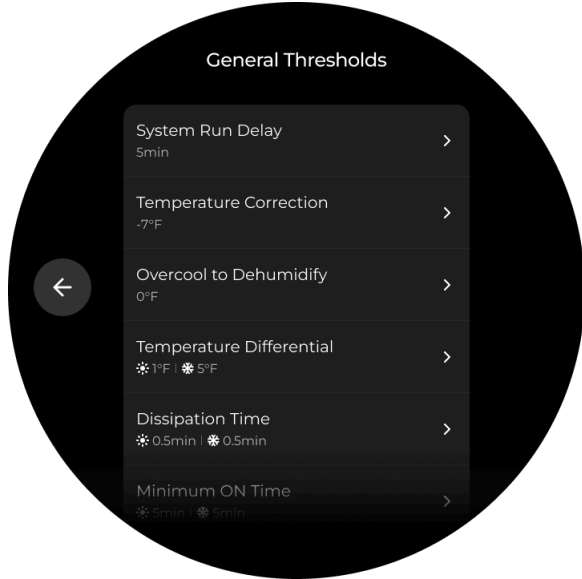 General Thresholds
System Run Delay
5min
Temperature Correction
-7°F
Overcool to Dehumidify
0°F
Temperature Differential
1°F | 5°F
Dissipation Time
0.5min | 0.5min
Minimum ON Time
5min | 5min